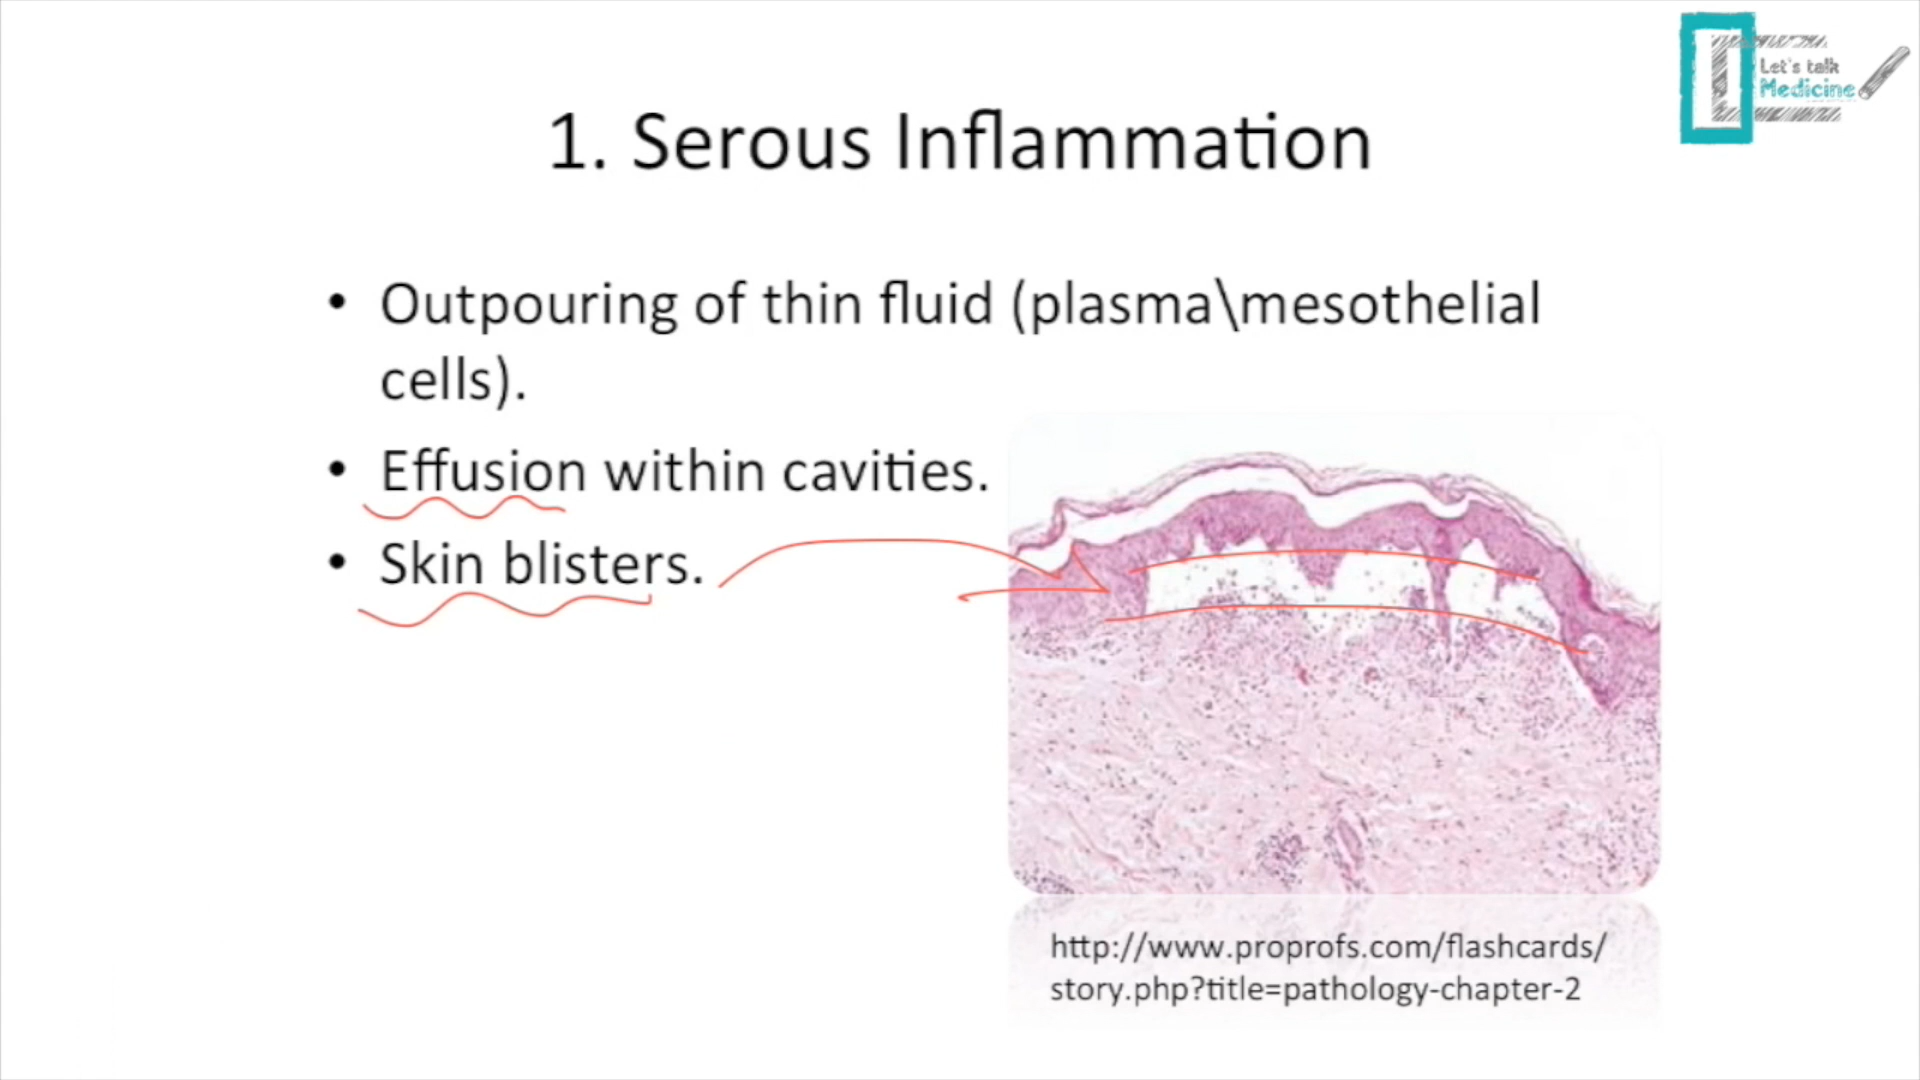 Let's talk
Medicine
1. Serous Inflammation
• Outpouring of thin fluid (plasma\mesothelial
cells).
• Effusion within cavities.
• Skin blisters.
http://www.proprofs.com/flashcards/
story.php?title=pathology-chapter-2